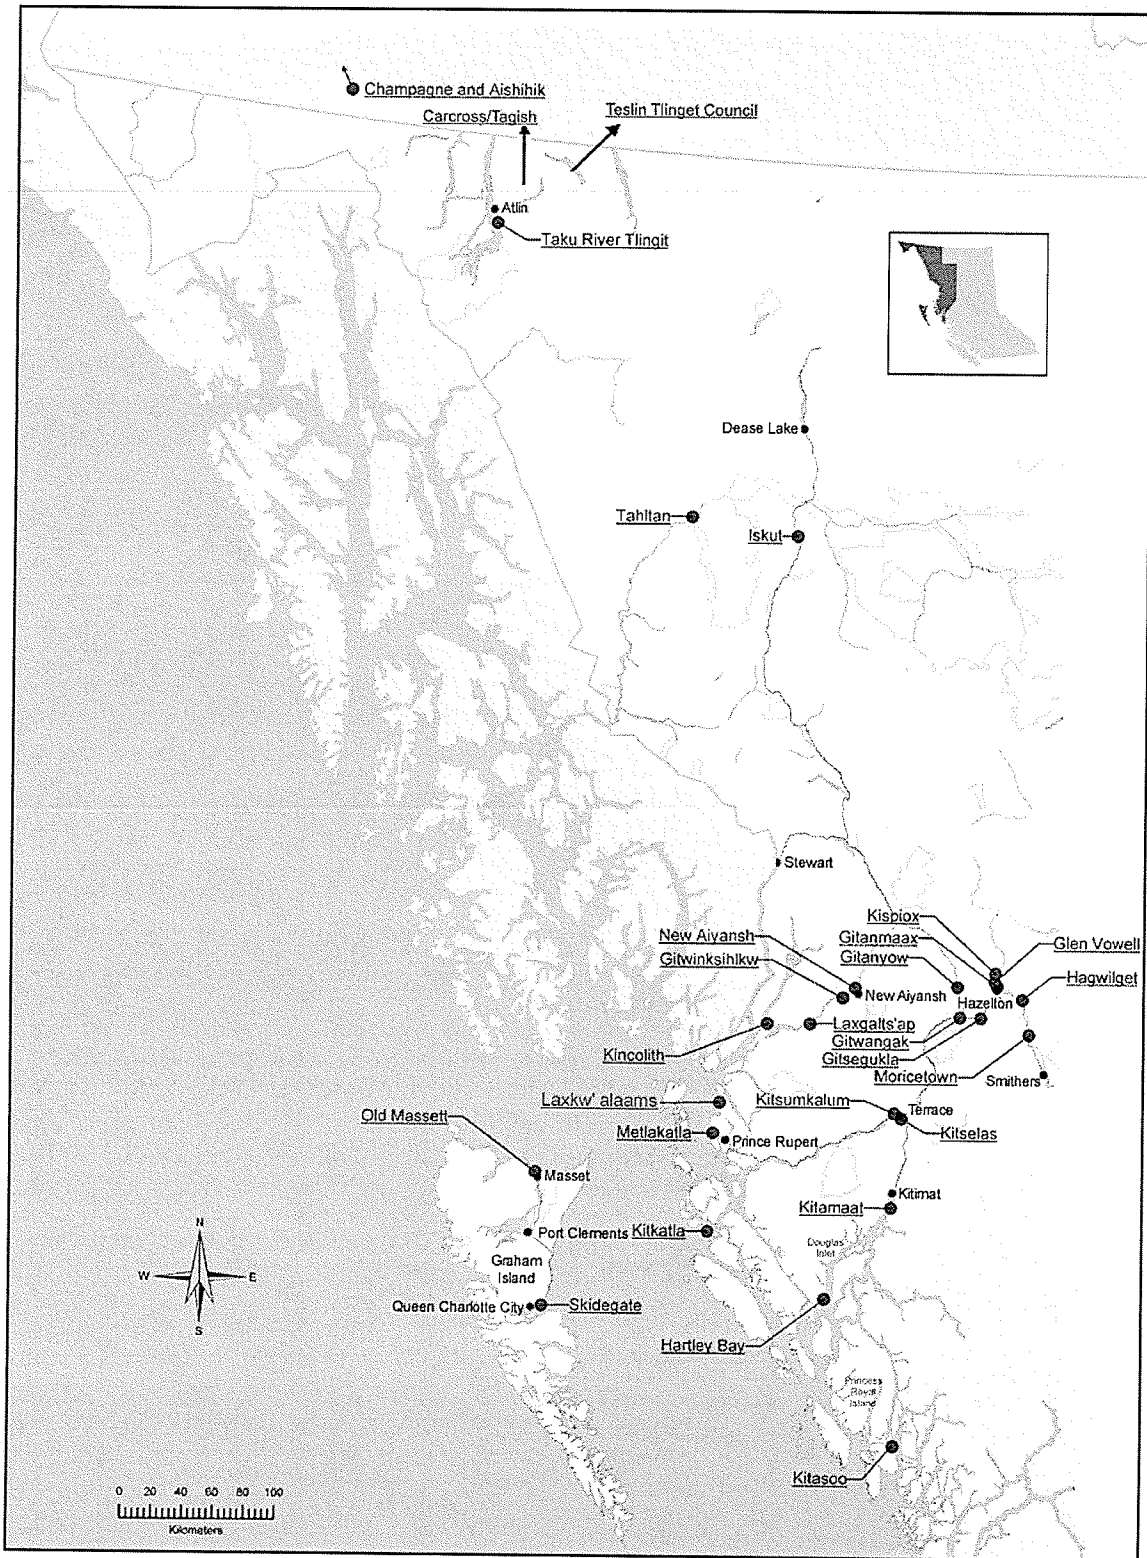 Champagne and Aishihik
Carcross/Tagish
Teslin Tlinget Council
Atlin
Taku River Tlingit
Dease Lake
Tahltan
Iskut
Stewart
Kispiox
New Aiyansh
Gitanmaax
Glen Vowell
Gitwinksihlkw
Gitanyow
Hagwilget
New Aiyansh
Hazelton
Laxgalts'ap
Gitwangak
Kincolith
Gitsegukla
Moricetown
Smithers
Laxkw' alaams
Kitsumkalum
Terrace
Old Massett
Metlakatla
Prince Rupert
Kitselas
Masset
Kitimat
Kitamaat
Port Clements
Kitkatla
N
Douglas
Inlet
Graham
Island
W
E
Queen Charlotte City
Skidegate
S
Hartley Bay
Princess
Royal
Island
Kitasoo
0 20 40 60 80 100
Kilometers